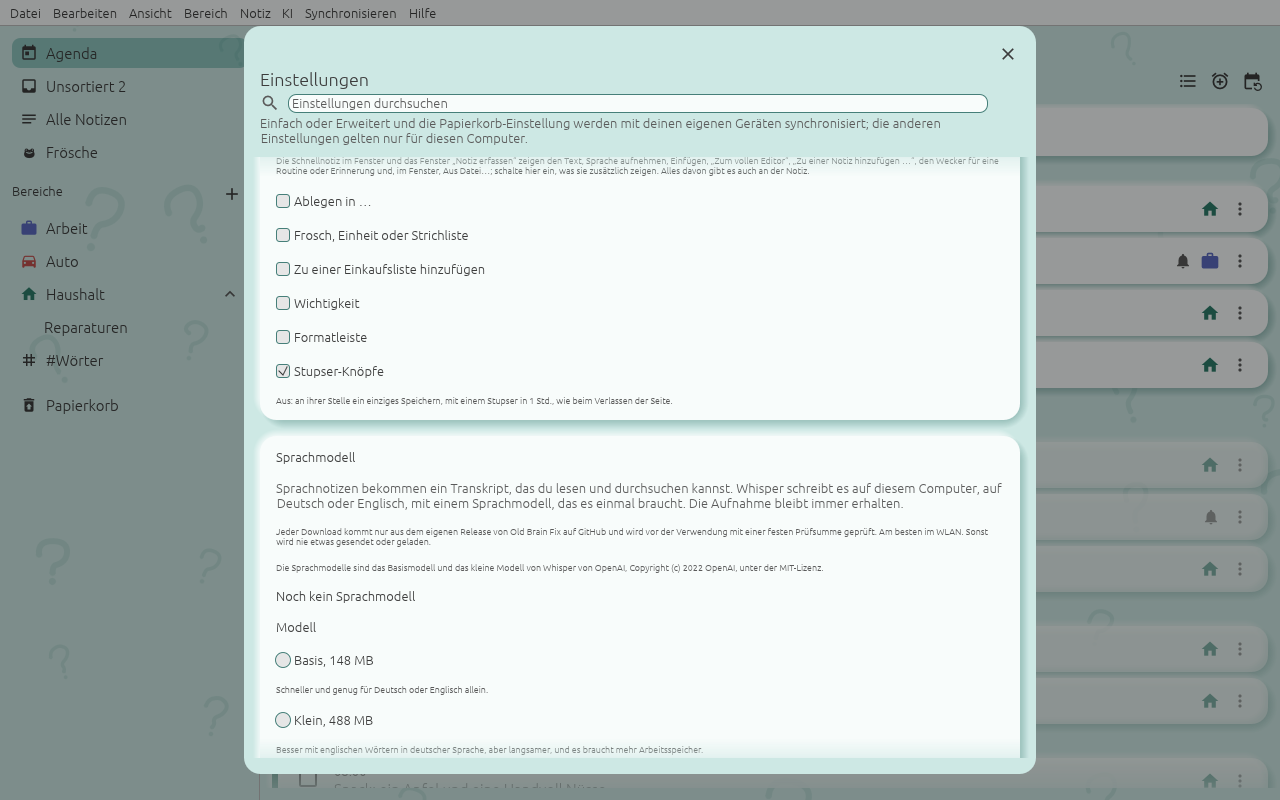 Datei Bearbeiten Ansicht Bereich Notiz KI Synchronisieren Hilfe
Agenda
Unsortiert 2
Alle Notizen
Frösche
Bereiche
Arbeit
Auto
Haushalt
Reparaturen
#Wörter
Papierkorb
Einstellungen
Einstellungen durchsuchen
Einfach oder Erweitert und die Papierkorb-Einstellung werden mit deinen eigenen Geräten synchronisiert; die anderen
Einstellungen gelten nur für diesen Computer.
Die Schnellnotiz im Fenster und das Fenster „Notiz erfassen“ zeigen den Text, Sprache aufnehmen, Einfügen, „Zum vollen Editor“, „Zu einer Notiz hinzufügen …“, den Wecker für eine
Routine oder Erinnerung und, im Fenster, Aus Datei…; schalte hier ein, was sie zusätzlich zeigen. Alles davon gibt es auch an der Notiz.
Ablegen in …
Frosch, Einheit oder Strichliste
Zu einer Einkaufsliste hinzufügen
Wichtigkeit
Formatleiste
Stupser-Knöpfe
Aus: an ihrer Stelle ein einziges Speichern, mit einem Stupser in 1 Std., wie beim Verlassen der Seite.
Sprachmodell
Sprachnotizen bekommen ein Transkript, das du lesen und durchsuchen kannst. Whisper schreibt es auf diesem Computer, auf
Deutsch oder Englisch, mit einem Sprachmodell, das es einmal braucht. Die Aufnahme bleibt immer erhalten.
Jeder Download kommt nur aus dem eigenen Release von Old Brain Fix auf GitHub und wird vor der Verwendung mit einer festen Prüfsumme geprüft. Am besten im WLAN. Sonst
wird nie etwas gesendet oder geladen.
Die Sprachmodelle sind das Basismodell und das kleine Modell von Whisper von OpenAI, Copyright (c) 2022 OpenAI, unter der MIT-Lizenz.
Noch kein Sprachmodell
Modell
Basis, 148 MB
Schneller und genug für Deutsch oder Englisch allein.
Klein, 488 MB
Besser mit englischen Wörtern in deutscher Sprache, aber langsamer, und es braucht mehr Arbeitsspeicher.